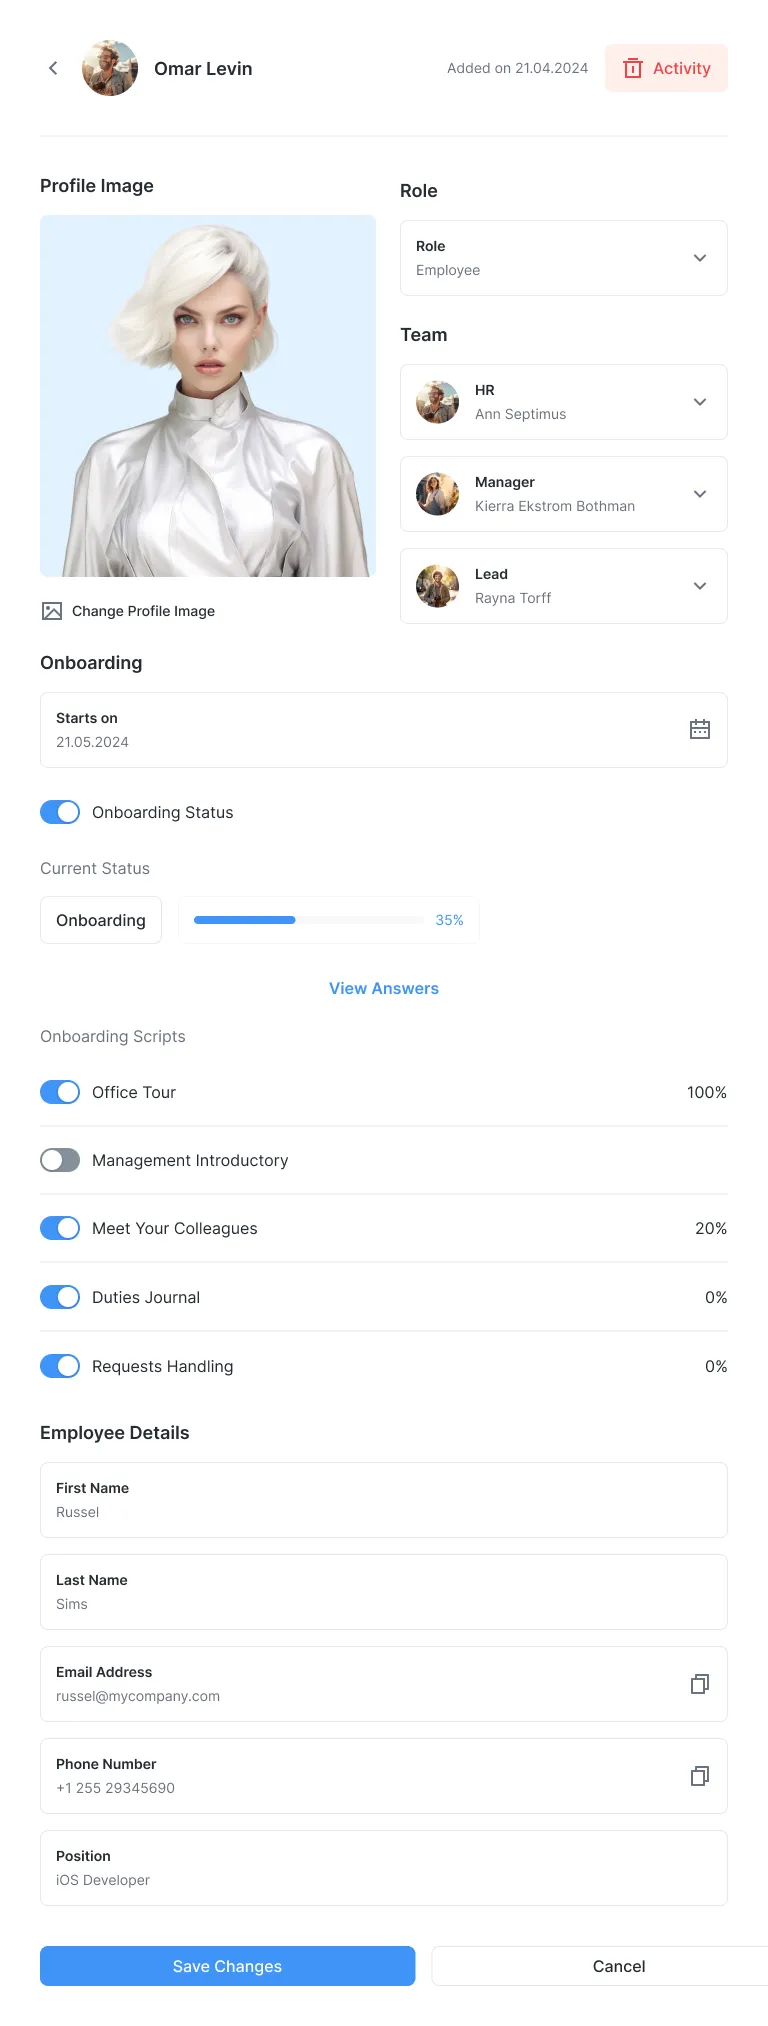 Omar Levin
Added on 21.04.2024
Activity
Profile Image
Change Profile Image
Role
Role
Employee
Team
HR
Ann Septimus
Manager
Kierra Ekstrom Bothman
Lead
Rayna Torff
Onboarding
Starts on
21.05.2024
Onboarding Status
Current Status
Onboarding
35%
View Answers
Onboarding Scripts
Office Tour 100%
Management Introductory
Meet Your Colleagues 20%
Duties Journal 0%
Requests Handling 0%
Employee Details
First Name
Russel
Last Name
Sims
Email Address
russel@mycompany.com
Phone Number
+1 255 29345690
Position
iOS Developer
Save Changes
Cancel